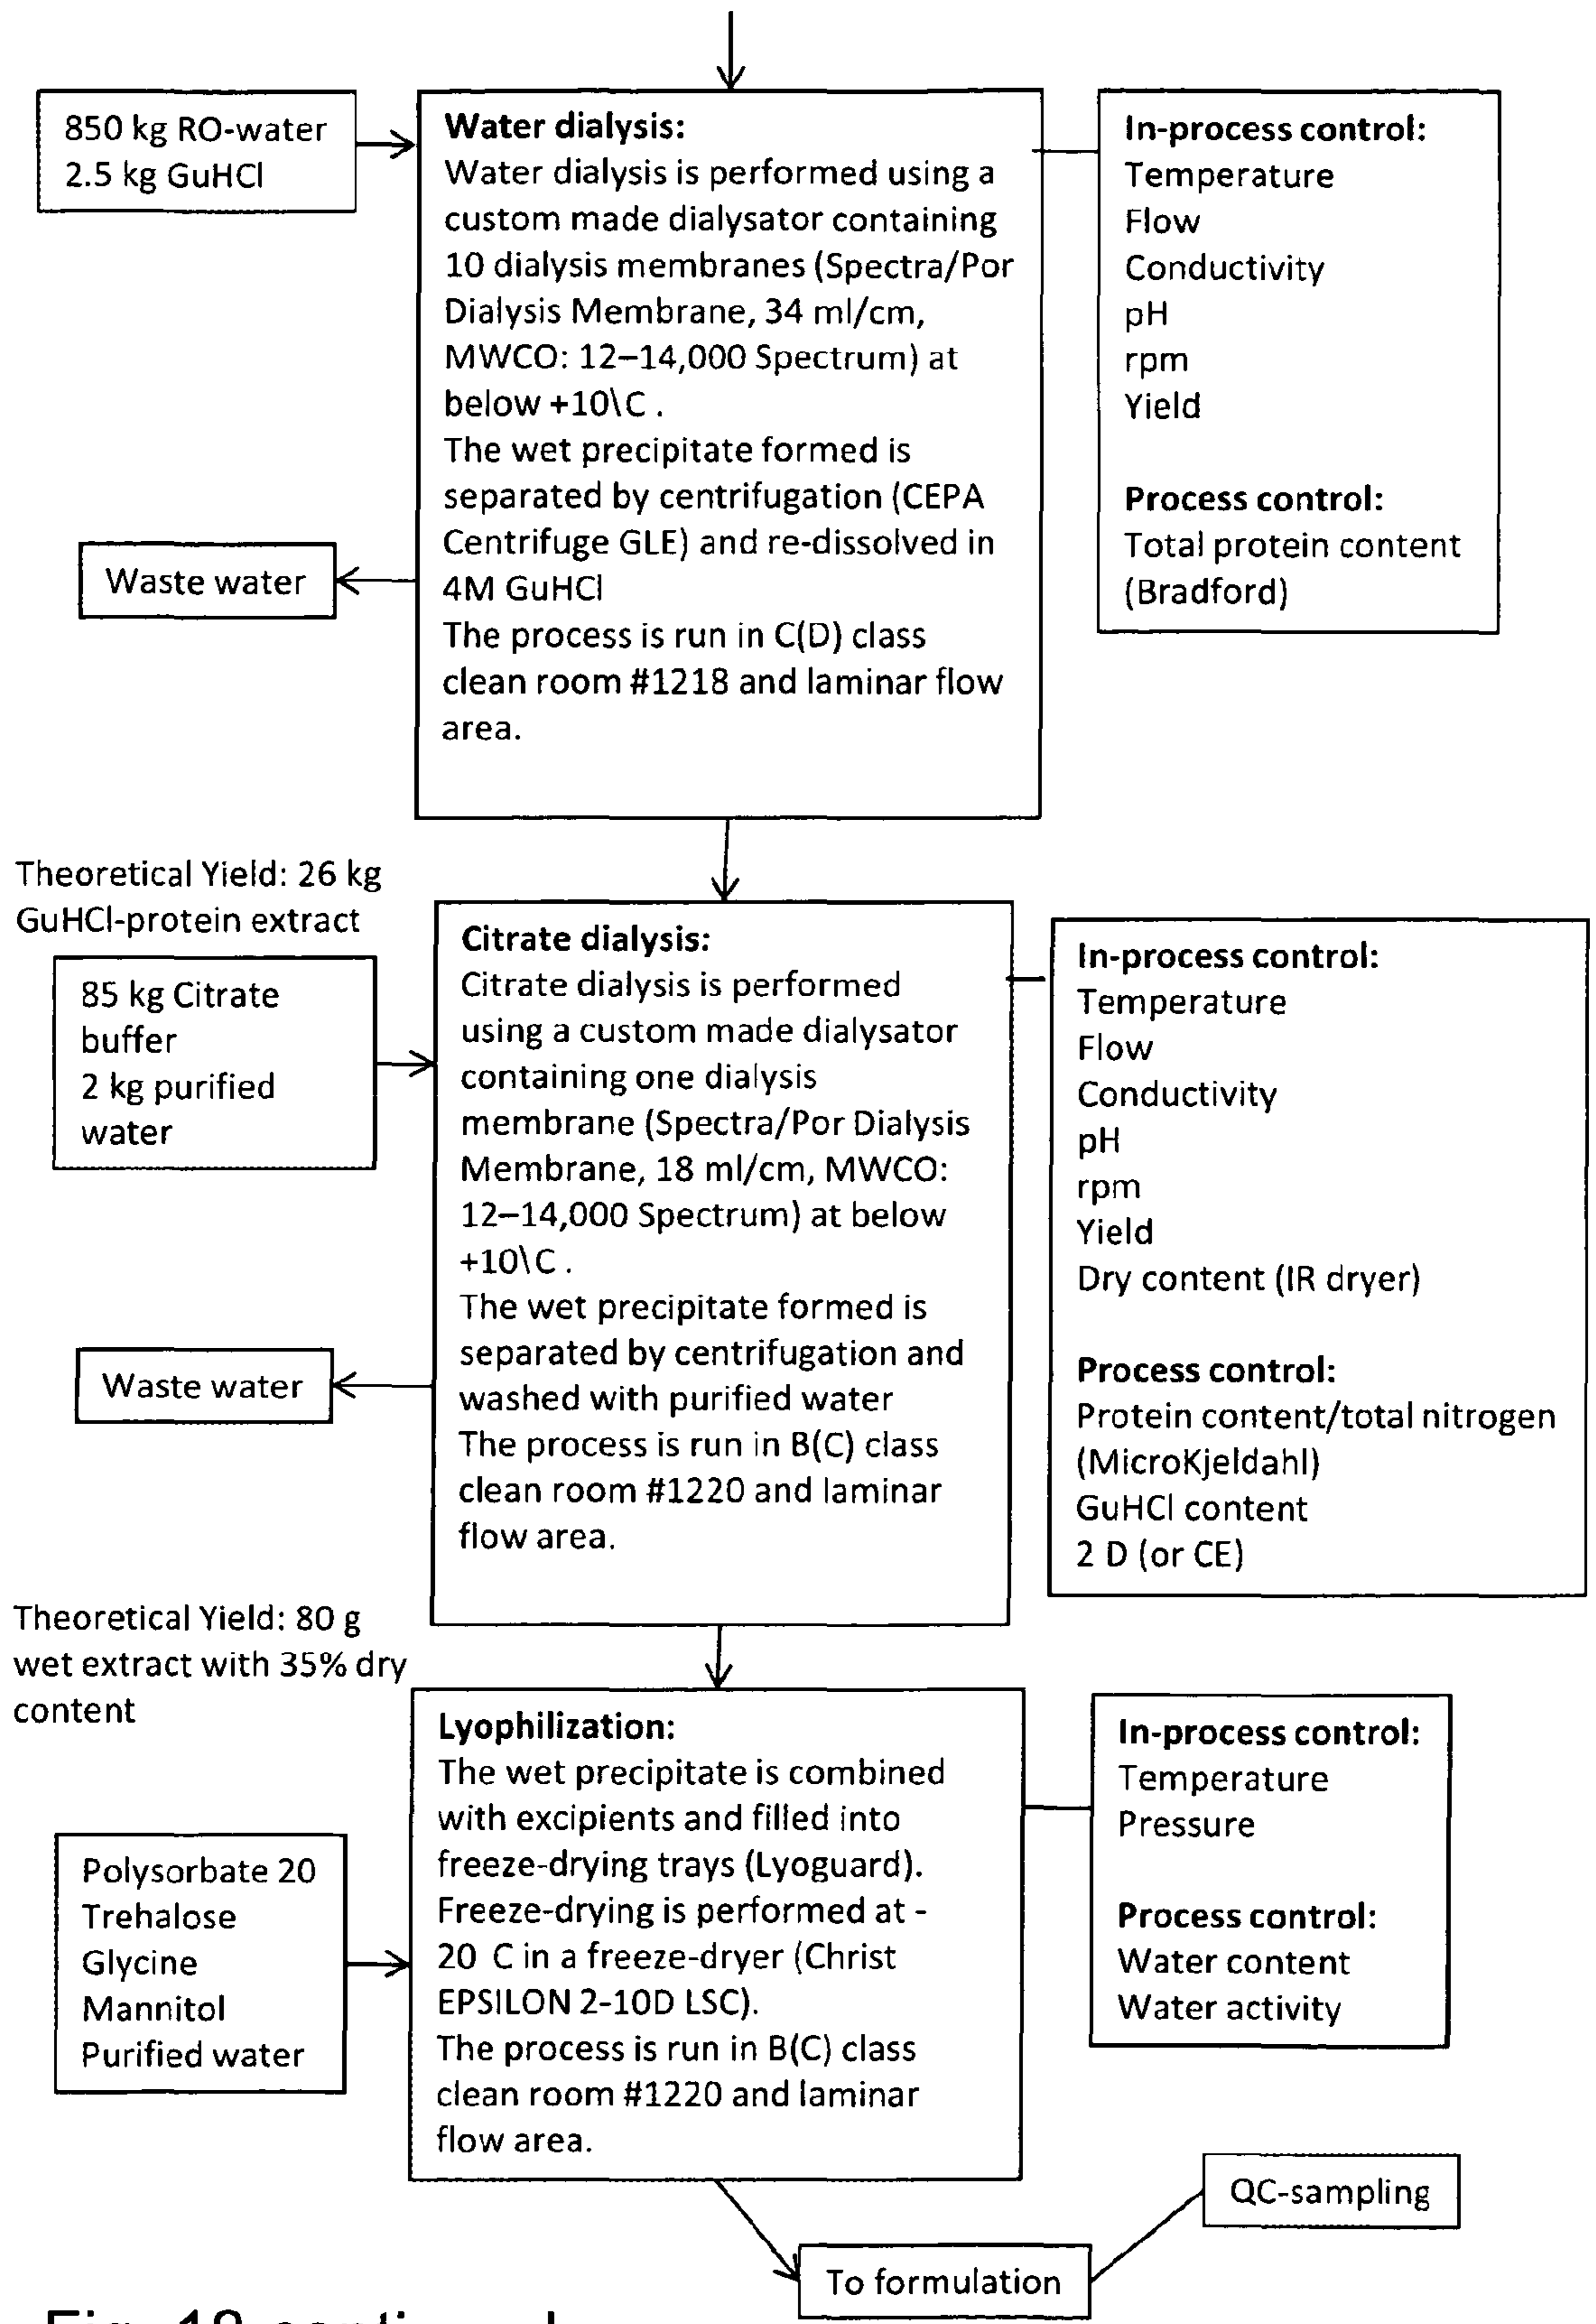 850 kg RO-water
2.5 kg GuHCl
Water dialysis:
Water dialysis is performed using a
custom made dialysator containing
10 dialysis membranes (Spectra/Por
Dialysis Membrane, 34 ml/cm,
MWCO: 12–14,000 Spectrum) at
below +10\C .
The wet precipitate formed is
separated by centrifugation (CEPA
Centrifuge GLE) and re-dissolved in
4M GuHCl
The process is run in C(D) class
clean room #1218 and laminar flow
area.
In-process control:
Temperature
Flow
Conductivity
pH
rpm
Yield
Process control:
Total protein content
(Bradford)
Waste water
Theoretical Yield: 26 kg
GuHCl-protein extract
85 kg Citrate
buffer
2 kg purified
water
Citrate dialysis:
Citrate dialysis is performed
using a custom made dialysator
containing one dialysis
membrane (Spectra/Por Dialysis
Membrane, 18 ml/cm, MWCO:
12–14,000 Spectrum) at below
+10\C .
The wet precipitate formed is
separated by centrifugation and
washed with purified water
The process is run in B(C) class
clean room #1220 and laminar
flow area.
In-process control:
Temperature
Flow
Conductivity
pH
rpm
Yield
Dry content (IR dryer)
Process control:
Protein content/total nitrogen
(MicroKjeldahl)
GuHCl content
2 D (or CE)
Waste water
Theoretical Yield: 80 g
wet extract with 35% dry
content
Polysorbate 20
Trehalose
Glycine
Mannitol
Purified water
Lyophilization:
The wet precipitate is combined
with excipients and filled into
freeze-drying trays (Lyoguard).
Freeze-drying is performed at -
20 C in a freeze-dryer (Christ
EPSILON 2-10D LSC).
The process is run in B(C) class
clean room #1220 and laminar
flow area.
In-process control:
Temperature
Pressure
Process control:
Water content
Water activity
QC-sampling
To formulation